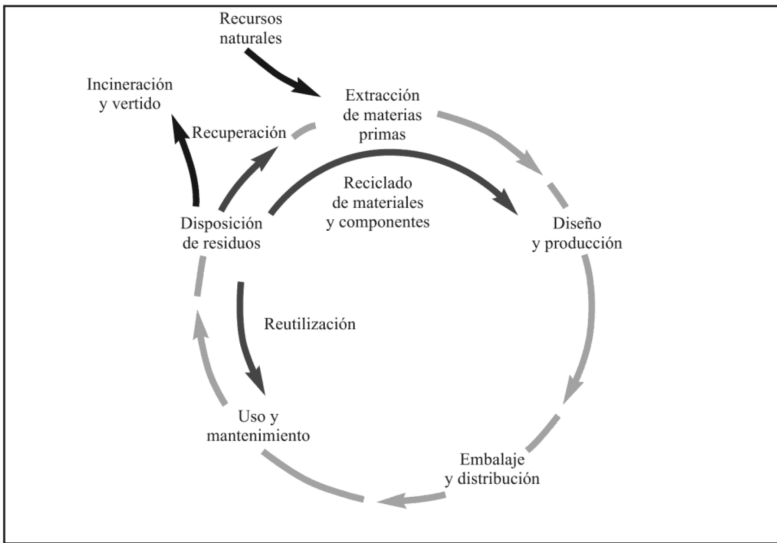 Recursos
naturales
Incineración
y vertido
Extracción
de materias
primas
Recuperación
Reciclado
de materiales
y componentes
Disposición
de residuos
Diseño
y producción
Reutilización
Uso y
mantenimiento
Embalaje
y distribución